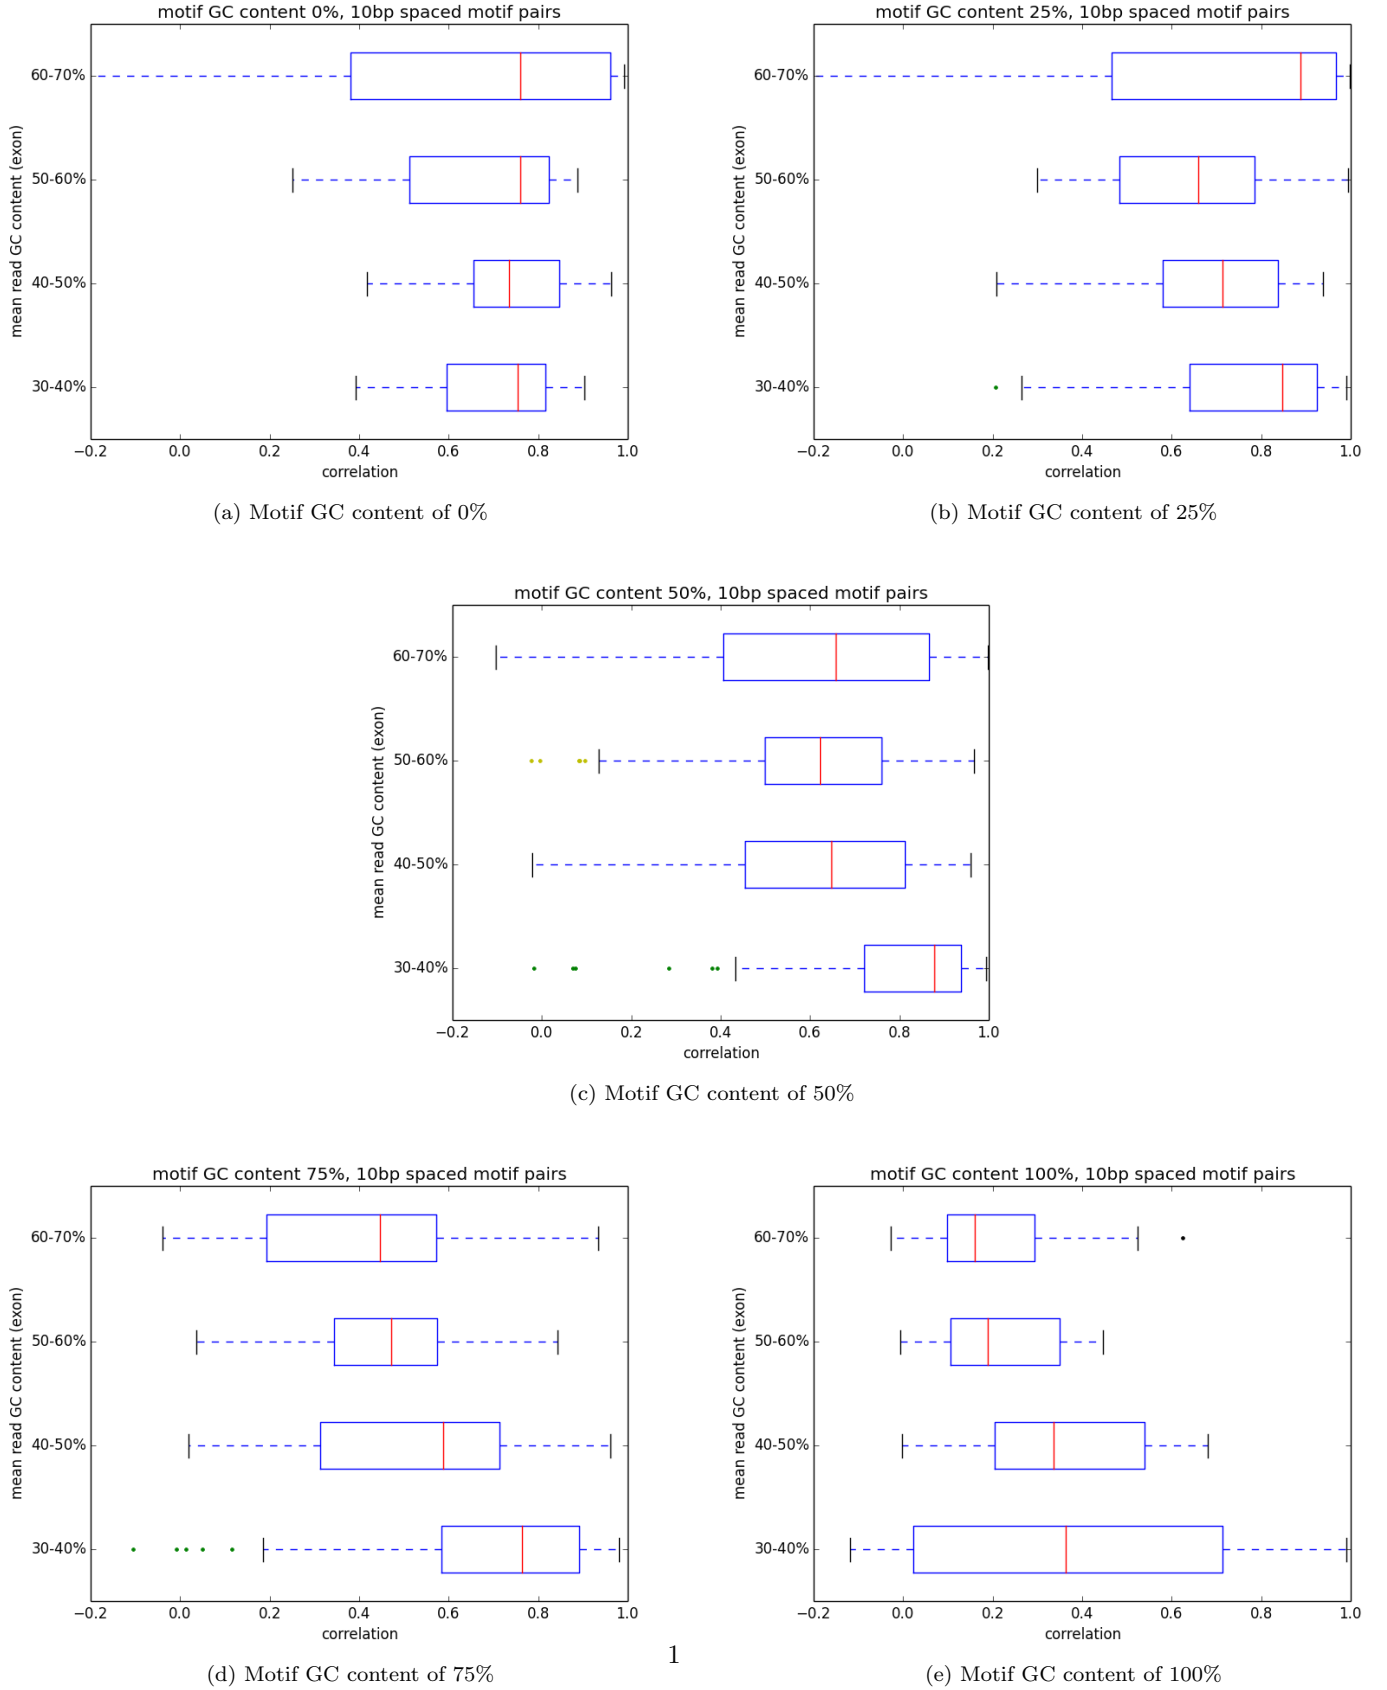 motif GC content 0%, 10bp spaced motif pairs
mean read GC content (exon)
60-70%
50-60%
40-50%
30-40%
−0.2 0.0 0.2 0.4 0.6 0.8 1.0
correlation
(a) Motif GC content of 0%
motif GC content 25%, 10bp spaced motif pairs
mean read GC content (exon)
60-70%
50-60%
40-50%
30-40%
−0.2 0.0 0.2 0.4 0.6 0.8 1.0
correlation
(b) Motif GC content of 25%
motif GC content 50%, 10bp spaced motif pairs
mean read GC content (exon)
60-70%
50-60%
40-50%
30-40%
−0.2 0.0 0.2 0.4 0.6 0.8 1.0
correlation
(c) Motif GC content of 50%
motif GC content 75%, 10bp spaced motif pairs
mean read GC content (exon)
60-70%
50-60%
40-50%
30-40%
−0.2 0.0 0.2 0.4 0.6 0.8 1.0
correlation
(d) Motif GC content of 75%
motif GC content 100%, 10bp spaced motif pairs
mean read GC content (exon)
60-70%
50-60%
40-50%
30-40%
−0.2 0.0 0.2 0.4 0.6 0.8 1.0
correlation
(e) Motif GC content of 100%
1